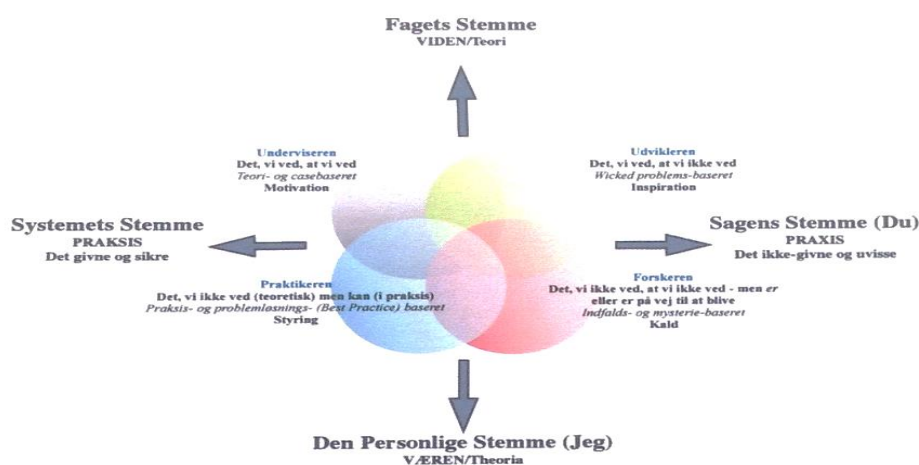 Fagets Stemme
VIDEN/Teori
Underviseren
Det, vi ved, at vi ved
Teori- og casebaseret
Motivation
Udvikleren
Det, vi ved, at vi ikke ved
Wicked problems-baseret
Inspiration
Systemets Stemme
PRAKSIS
Det givne og sikre
Sagens Stemme (Du)
PRAXIS
Det ikke-givne og uvisse
Praktikeren
Det, vi ikke ved (teoretisk) men kan (i praksis)
Praksis- og problemløsnings- (Best Practice) baseret
Styring
Forskeren
Det, vi ikke ved, at vi ikke ved - men er
eller er på vej til at blive
Indfalds- og mysterie-baseret
Kald
Den Personlige Stemme (Jeg)
VÆREN/Theoria